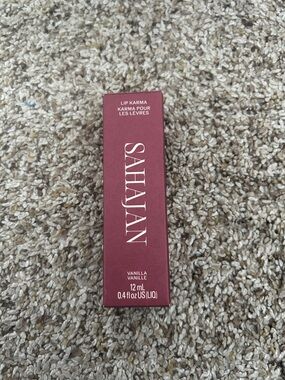 LIP KARMA
KARMA POUR
LES LÈVRES
SAHAJAN
VANILLA
VANILLE
12 mL
0.4 fl oz US (LIQ)